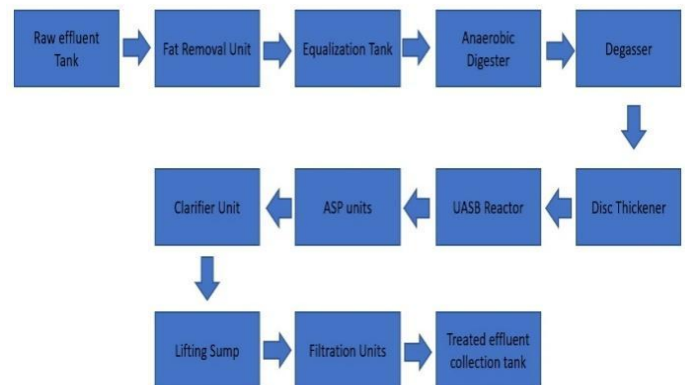 Raw effluent
Tank
Fat Removal Unit
Equalization Tank
Anaerobic
Digester
Degasser
Disc Thickener
UASB Reactor
ASP units
Clarifier Unit
Lifting Sump
Filtration Units
Treated effluent
collection tank